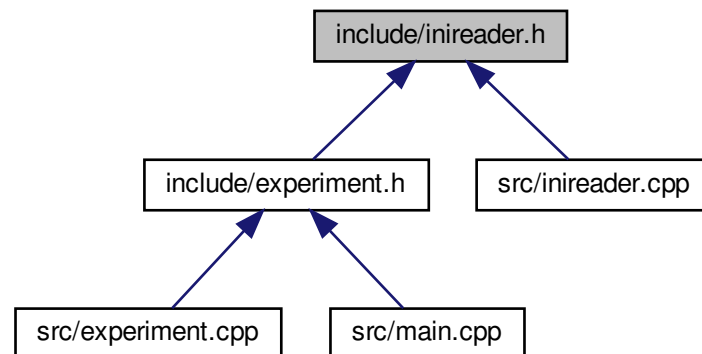 include/inireader.h
include/experiment.h
src/inireader.cpp
src/experiment.cpp
src/main.cpp